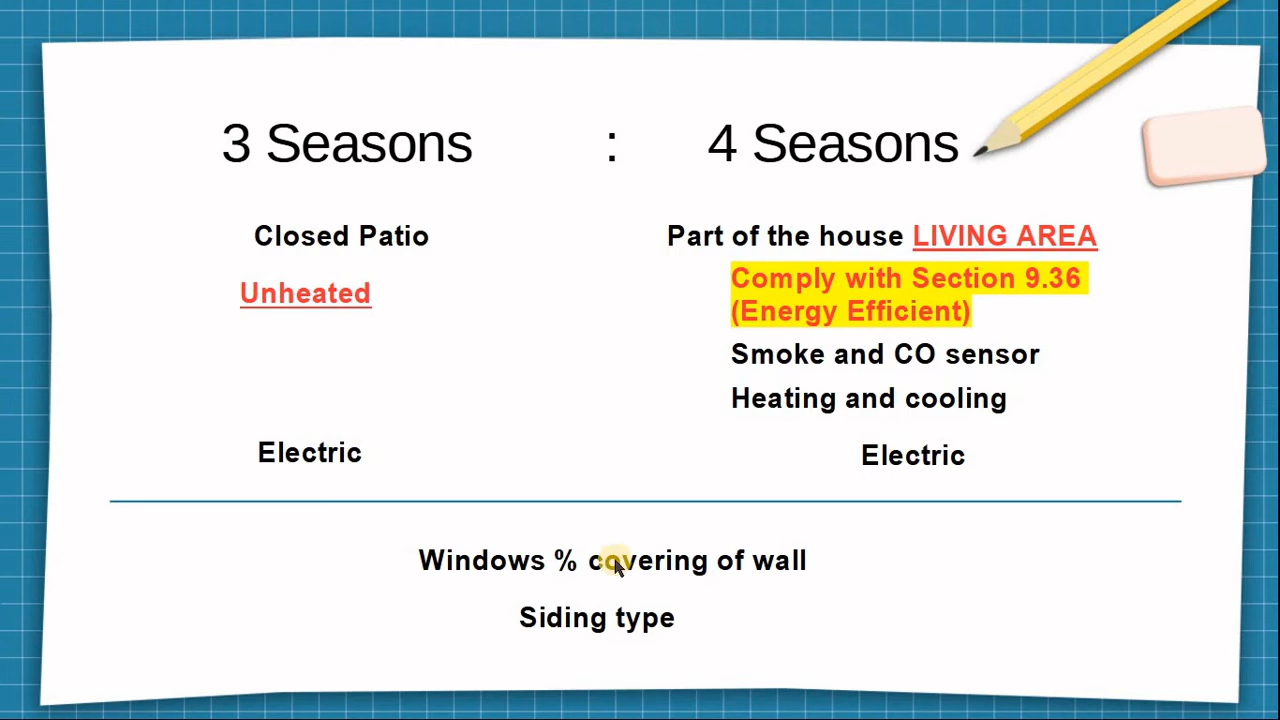 3 Seasons : 4 Seasons
Closed Patio
Part of the house LIVING AREA
Unheated
Comply with Section 9.36
(Energy Efficient)
Smoke and CO sensor
Heating and cooling
Electric
Electric
Windows % covering of wall
Siding type